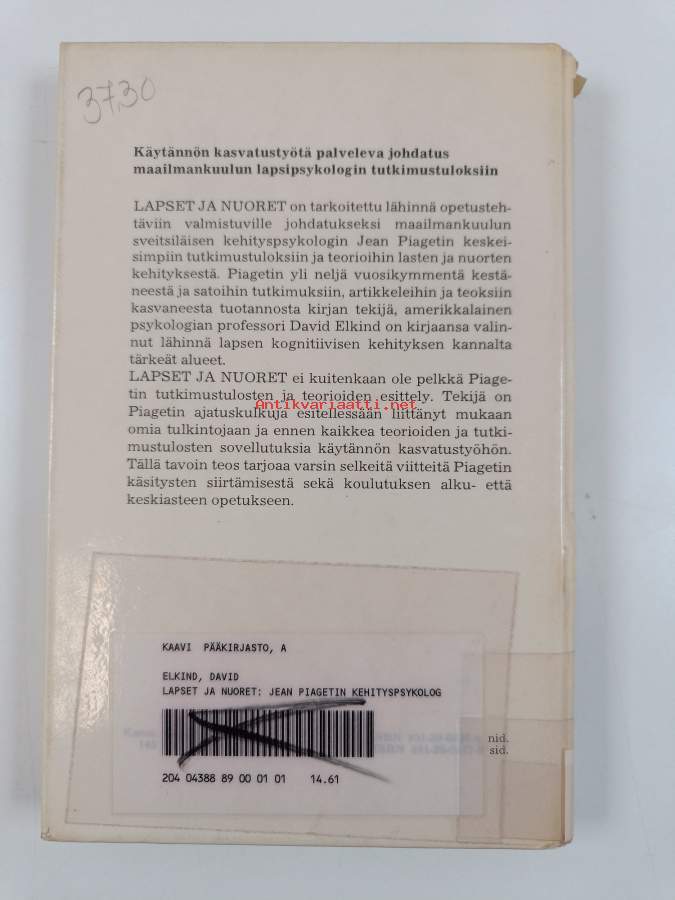 3730
Käytännön kasvatustyötä palveleva johdatus
maailmankuulun lapsipsykologin tutkimustuloksiin
LAPSET JA NUORET on tarkoitettu lähinnä opetusteh-
täviin valmistuville johdatukseksi maailmankuulun
sveitsiläisen kehityspsykologin Jean Piagetin keskei-
simpiin tutkimustuloksiin ja teorioihin lasten ja nuorten
kehityksestä. Piagetin yli neljä vuosikymmentä kestä-
neestä ja satoihin tutkimuksiin, artikkeleihin ja teoksiin
kasvaneesta tuotannosta kirjan tekijä, amerikkalainen
psykologian professori David Elkind on kirjaansa valin-
nut lähinnä lapsen kognitiivisen kehityksen kannalta
tärkeät alueet.
LAPSET JA NUORET ei kuitenkaan ole pelkkä Piage-
tin tutkimustulosten ja teorioiden esittely. Tekijä on
Antikvariaatti.net
Piagetin ajatuskulkuja esitellessään liittänyt mukaan
omia tulkintojaan ja ennen kaikkea teorioiden ja tutki-
mustulosten sovellutuksia käytännön kasvatustyöhön.
Tällä tavoin teos tarjoaa varsin selkeitä viitteitä Piagetin
käsitysten siirtämisestä sekä koulutuksen alku- että
keskiasteen opetukseen.
KAAVI PÄÄKIRJASTO, A
ELKIND, DAVID
LAPSET JA NUORET: JEAN PIAGETIN KEHITYSPSYKOLOG
nid.
sid.
204 04388 89 00 01 01 14.61